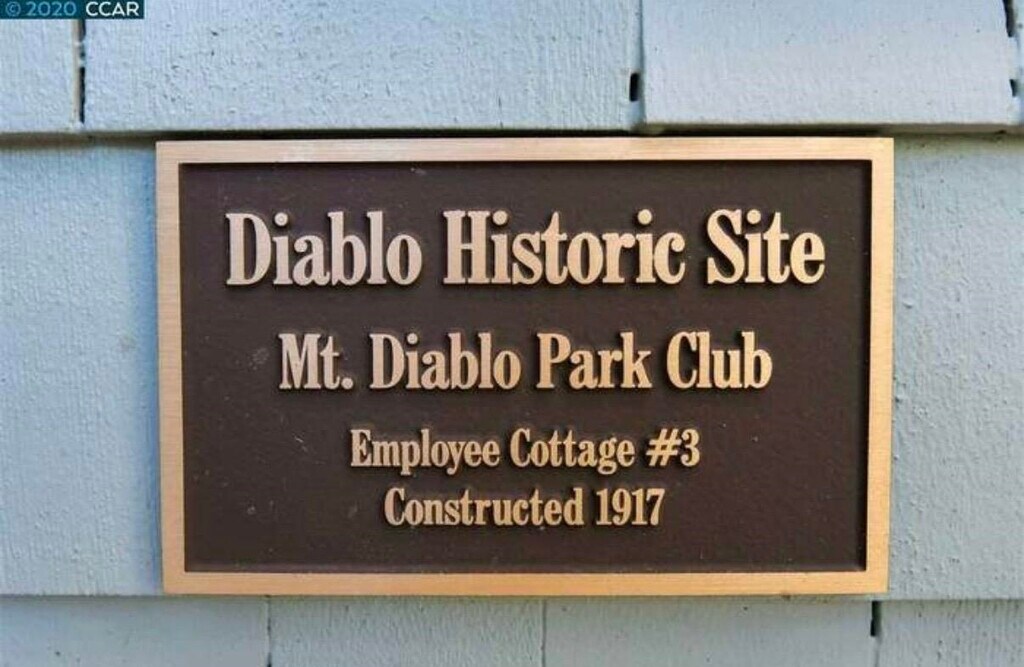 © 2020 CCAR
Diablo Historic Site
Mt. Diablo Park Club
Employee Cottage #3
Constructed 1917